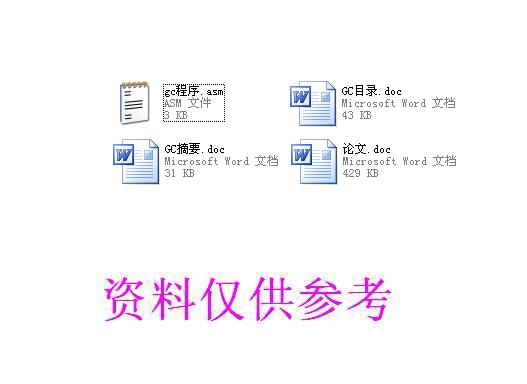 gc程序.asm
ASM 文件
3 KB
GC目录.doc
Microsoft Word 文档
43 KB
GC摘要.doc
Microsoft Word 文档
31 KB
论文.doc
Microsoft Word 文档
429 KB
资料仅供参考